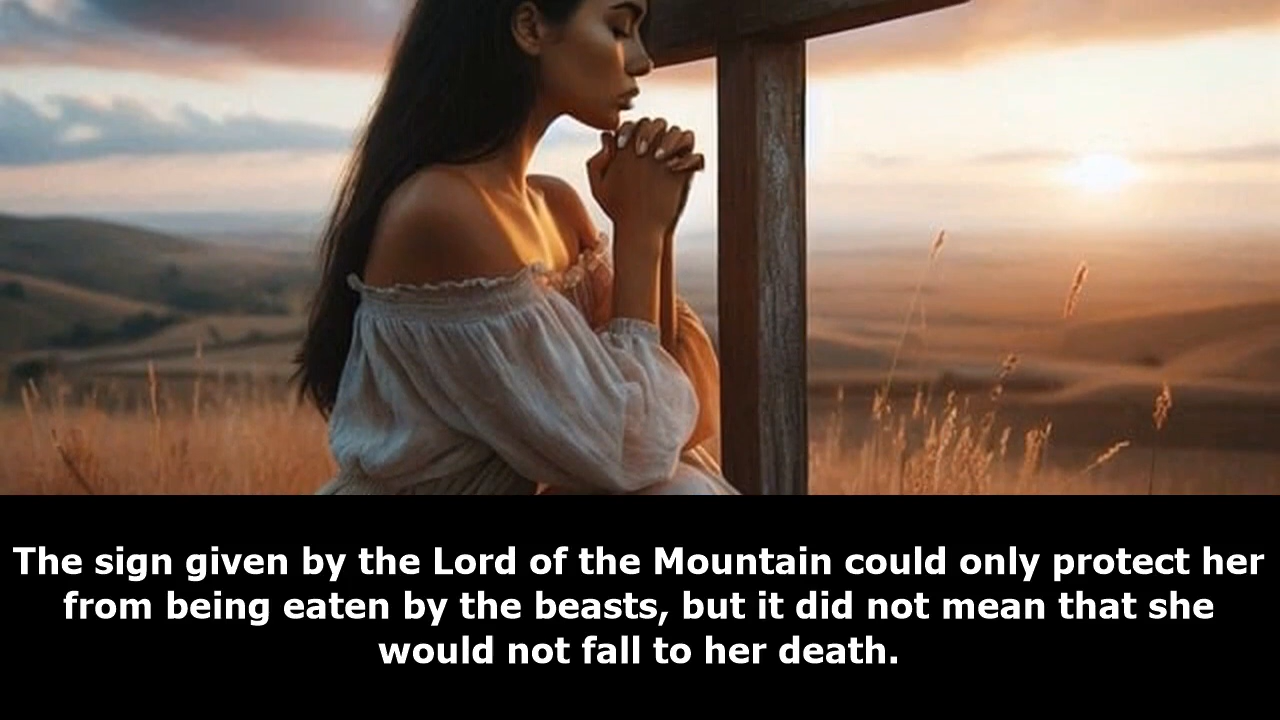 The sign given by the Lord of the Mountain could only protect her
from being eaten by the beasts, but it did not mean that she
would not fall to her death.